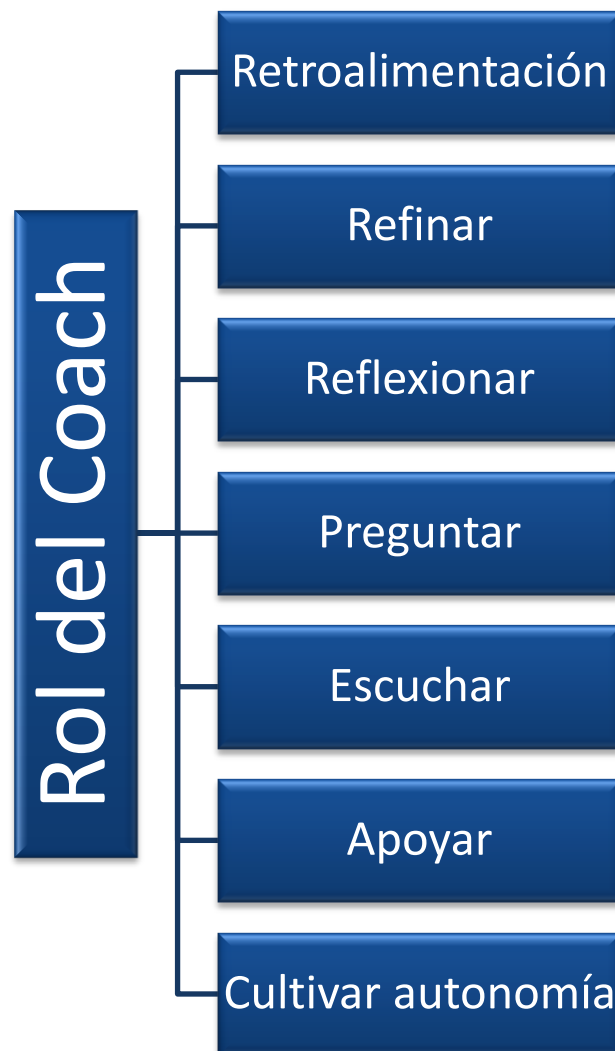 Rol del Coach
Retroalimentación
Refinar
Reflexionar
Preguntar
Escuchar
Apoyar
Cultivar autonomía